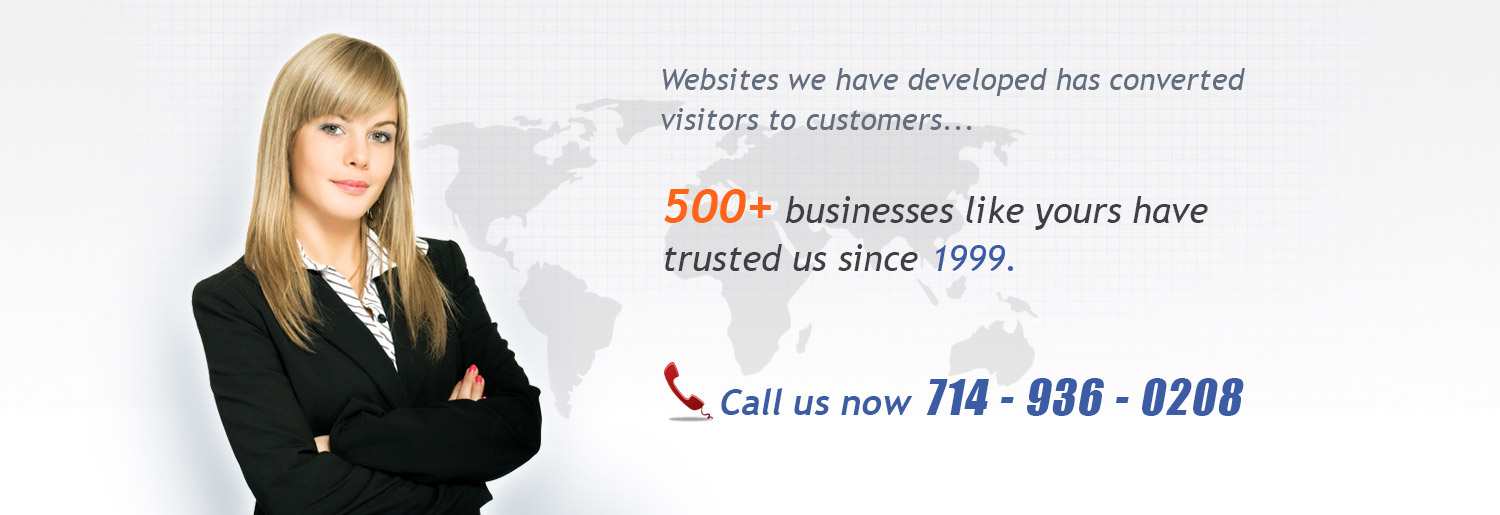 Websites we have developed has converted
visitors to customers...
500+ businesses like yours have
trusted us since 1999.
Call us now 714 - 936 - 0208